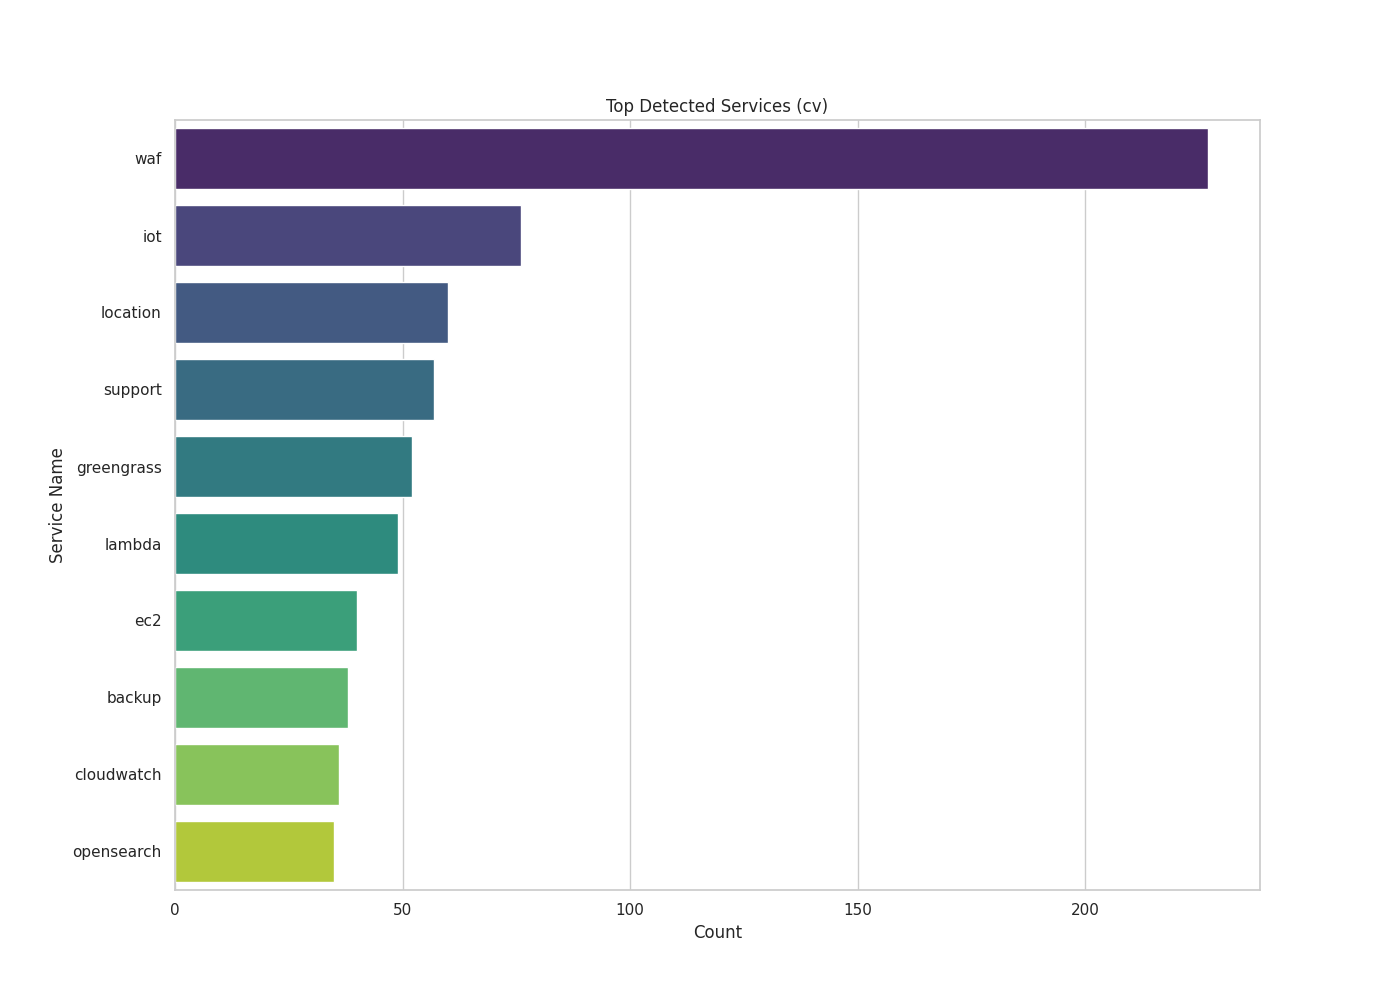 Top Detected Services (cv)
waf
iot
location
support
greengrass
lambda
ec2
backup
cloudwatch
opensearch
Service Name
0 50 100 150 200
Count